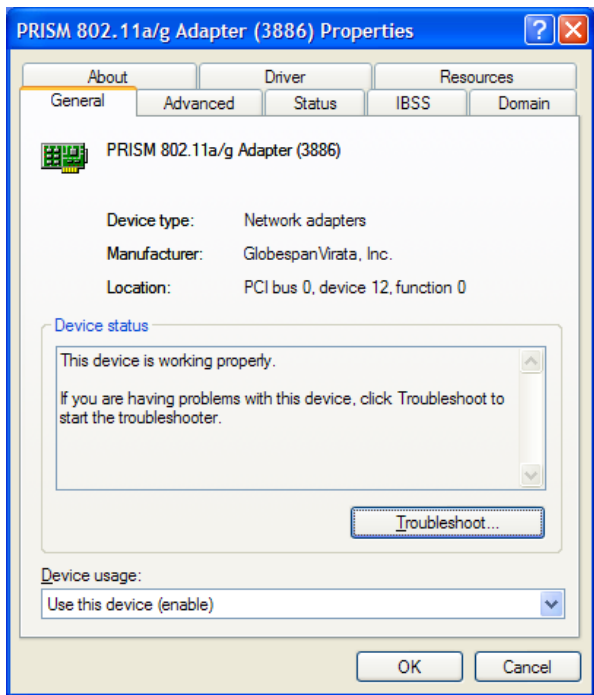 PRISM 802.11a/g Adapter (3886) Properties
About Driver Resources
General Advanced Status IBSS Domain
PRISM 802.11a/g Adapter (3886)
Device type: Network adapters
Manufacturer: GlobespanVirata, Inc.
Location: PCI bus 0, device 12, function 0
Device status
This device is working properly.
If you are having problems with this device, click Troubleshoot to
start the troubleshooter.
Troubleshoot...
Device usage:
Use this device (enable)
OK Cancel